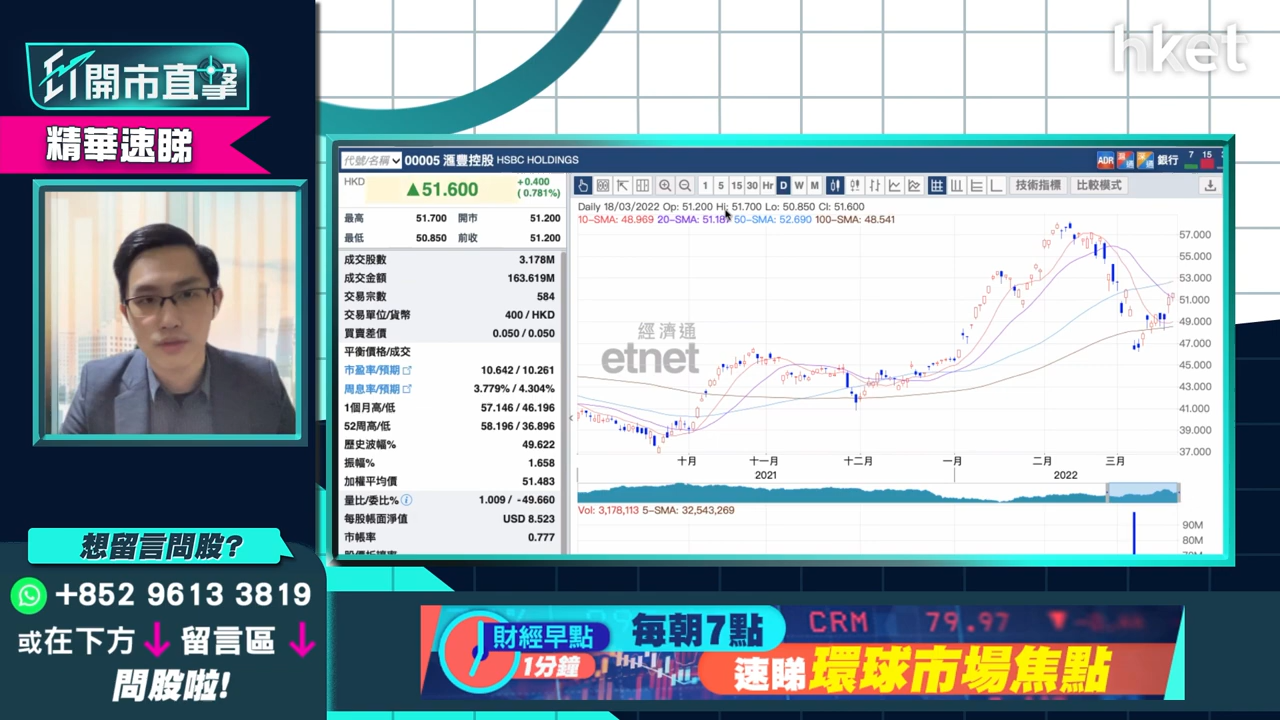 hket
開市直擊
精華速睇
代號/名稱 00005 滙豐控股 HSBC HOLDINGS
ADR 銀行 7 15
HKD
▲51.600
+0.400
( 0.781%)
最高 51.700 開市 51.200
最低 50.850 前收 51.200
成交股數 3.178M
成交金額 163.619M
交易宗數 584
交易單位/貨幣 400 / HKD
買賣差價 0.050 / 0.050
平衡價格/成交
市盈率/預期 10.642 / 10.261
周息率/預期 3.779% / 4.304%
1個月高/低 57.146 / 46.196
52周高/低 58.196 / 36.896
歷史波幅% 49.622
振幅% 1.658
加權平均價 51.483
量比/委比% 1.009 / -49.660
每股帳面淨值 USD 8.523
市帳率 0.777
1 5 15 30 Hr D W M 技術指標 比較模式
Daily 18/03/2022 Op: 51.200 Hi: 51.700 Lo: 50.850 Cl: 51.600
10-SMA: 48.969 20-SMA: 51.187 50-SMA: 52.690 100-SMA: 48.541
57.000
55.000
53.000
51.000
49.000
47.000
45.000
43.000
41.000
39.000
37.000
經濟通
etnet
十月 十一月 十二月 一月 二月 三月
2021 2022
Vol: 3,178,113 5-SMA: 32,543,269
90M
80M
想留言問股?
+852 9613 3819
或在下方 留言區
問股啦!
財經早點
1分鐘
每朝7點
速睇環球市場焦點
CRM 79.97